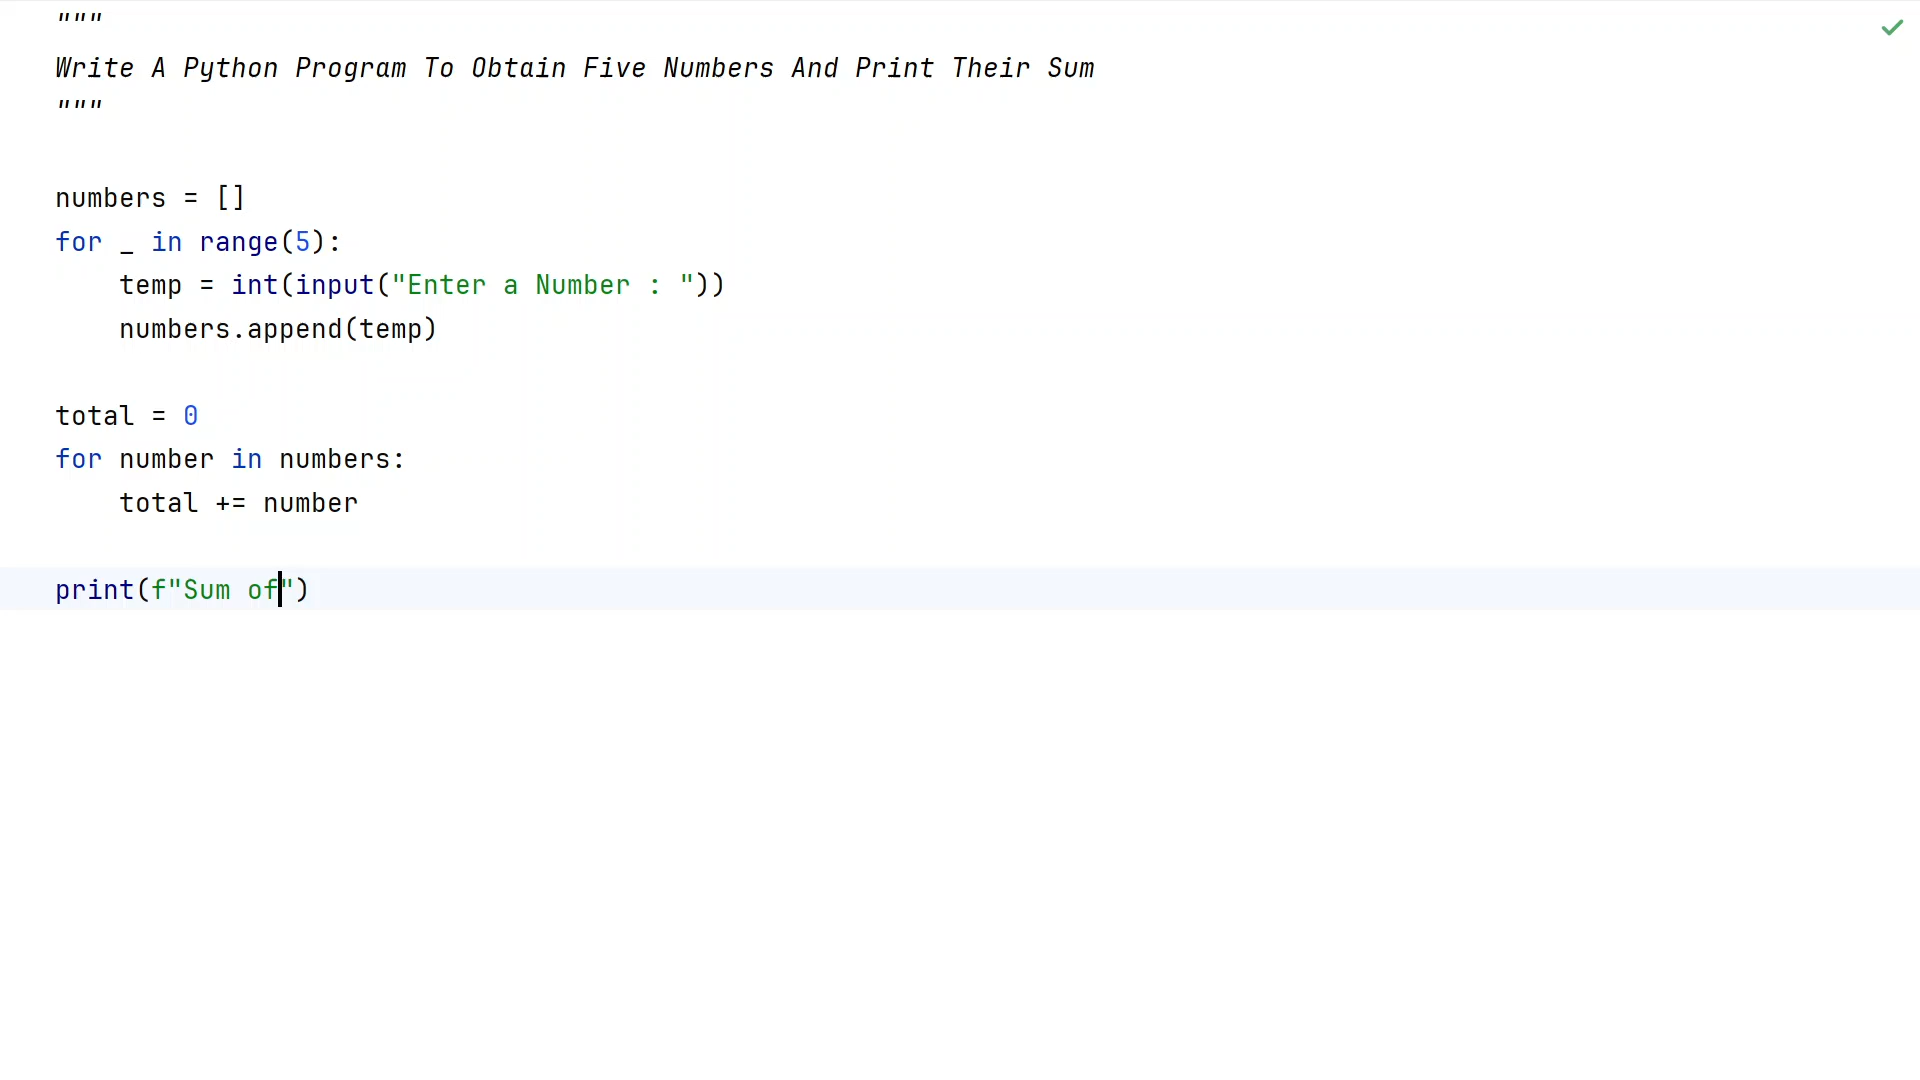 """
Write A Python Program To Obtain Five Numbers And Print Their Sum
"""
numbers = []
for _ in range(5):
    temp = int(input("Enter a Number : "))
    numbers.append(temp)
total = 0
for number in numbers:
    total += number
print(f"Sum of")